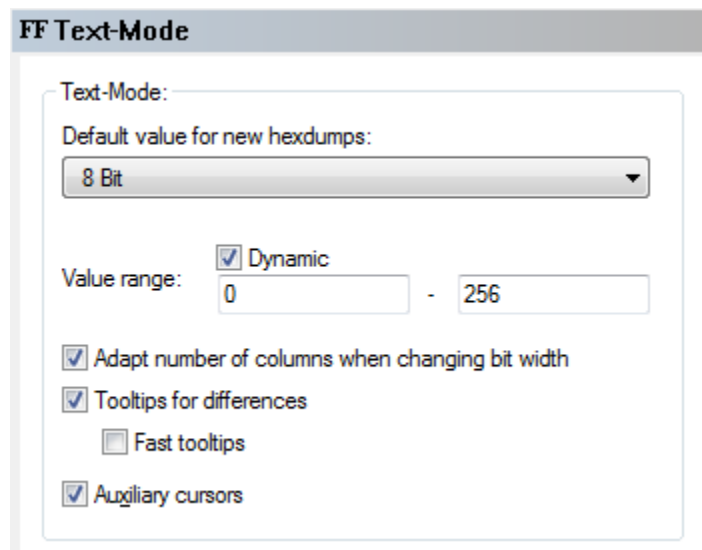 FF Text-Mode
Text-Mode:
Default value for new hexdumps:
8 Bit
Dynamic
Value range: 0 - 256
Adapt number of columns when changing bit width
Tooltips for differences
Fast tooltips
Auxiliary cursors